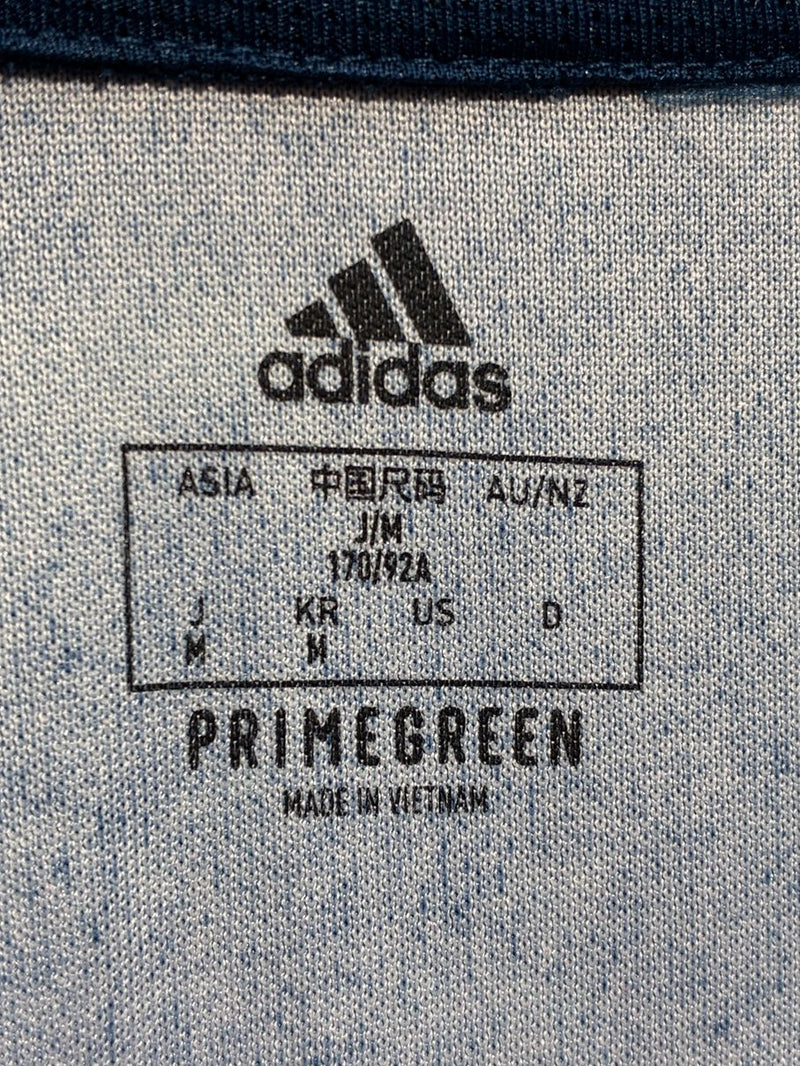 adidas
ASIA 中国尺码 AU/NZ
J/M
170/92A
J KR US D
M M
PRIMEGREEN
MADE IN VIETNAM